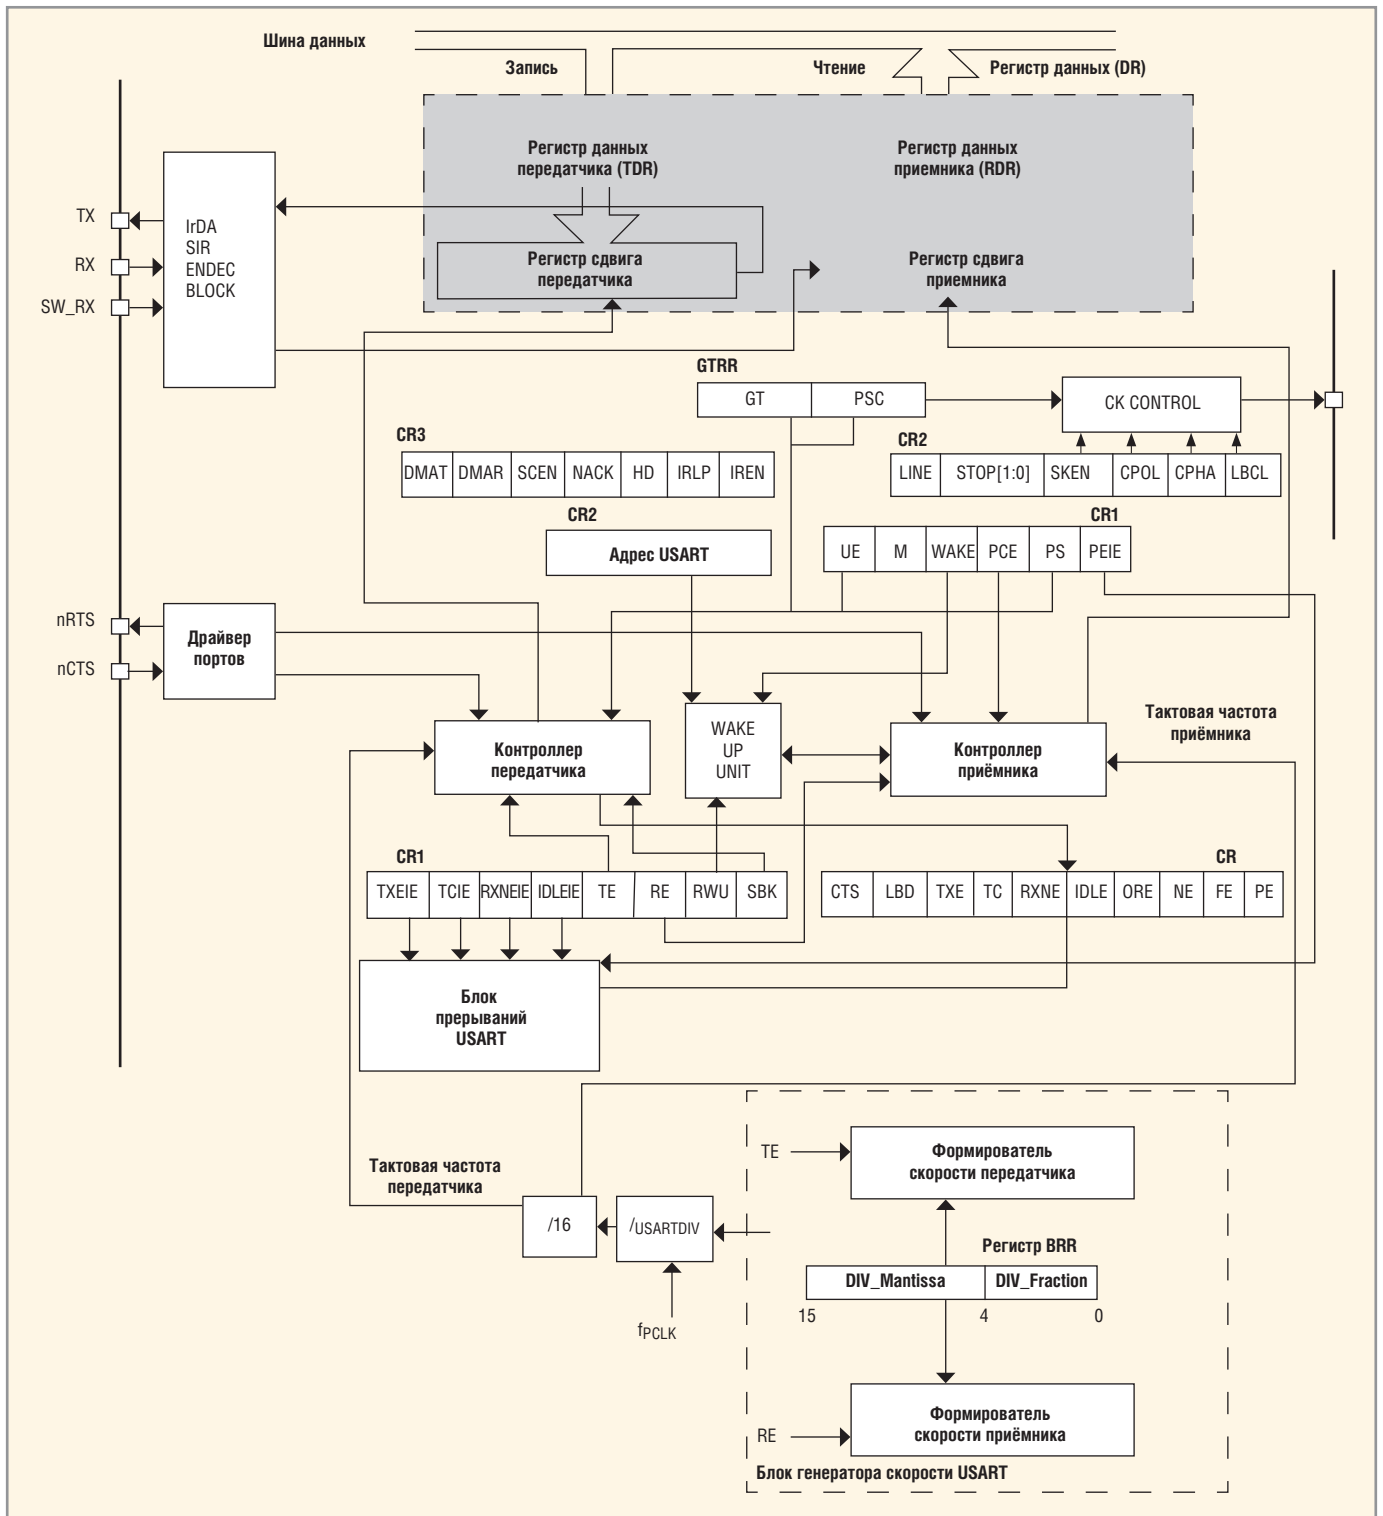 Шина данных
Запись
Чтение
Регистр данных (DR)
Регистр данных
передатчика (TDR)
Регистр данных
приемника (RDR)
TX
RX
SW_RX
IrDA
SIR
ENDEC
BLOCK
Регистр сдвига
передатчика
Регистр сдвига
приемника
GTRR
GT
PSC
CK CONTROL
CR3
DMAT
DMAR
SCEN
NACK
HD
IRLP
IREN
CR2
LINE
STOP[1:0]
SKEN
CPOL
CPHA
LBCL
CR2
Адрес USART
CR1
UE
M
WAKE
PCE
PS
PEIE
nRTS
nCTS
Драйвер
портов
Контроллер
передатчика
WAKE
UP
UNIT
Контроллер
приёмника
Тактовая частота
приёмника
CR1
TXEIE
TCIE
RXNEIE
IDLEIE
TE
RE
RWU
SBK
CR
CTS
LBD
TXE
TC
RXNE
IDLE
ORE
NE
FE
PE
Блок
прерываний
USART
Тактовая частота
передатчика
/16
/USARTDIV
fPCLK
TE
Формирователь
скорости передатчика
Регистр BRR
DIV_Mantissa
DIV_Fraction
15
4
0
RE
Формирователь
скорости приёмника
Блок генератора скорости USART